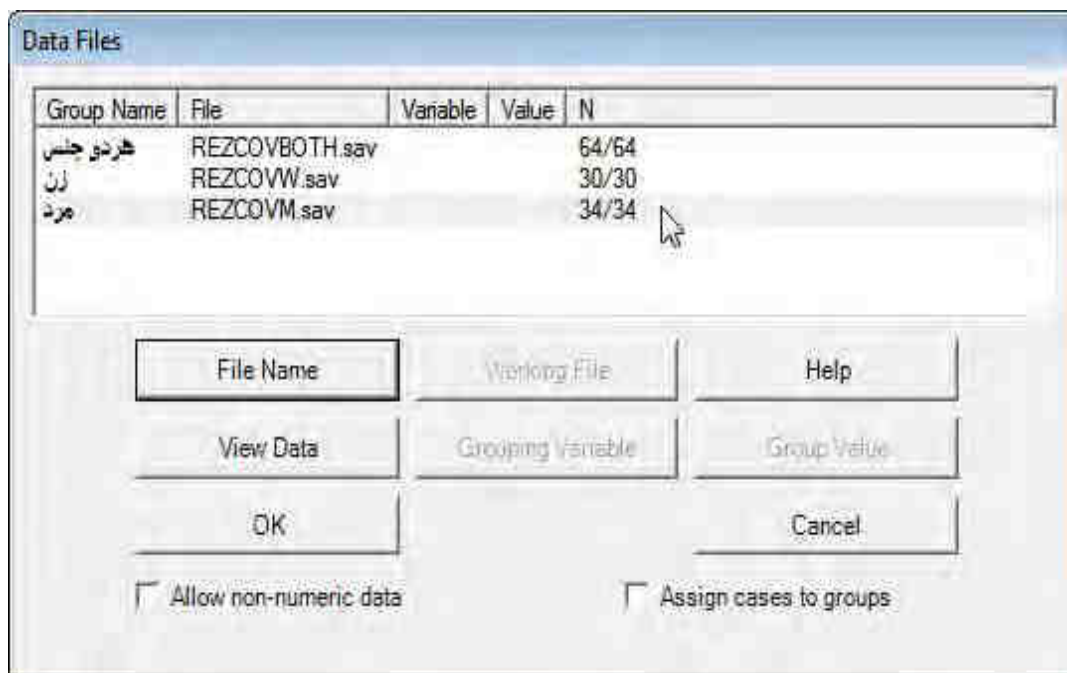 Data Files
Group Name File Variable Value N
هردو جنس REZCOVBOTH.sav 64/64
زن REZCOVW.sav 30/30
مرد REZCOVM.sav 34/34
File Name Working File Help
View Data Grouping Variable Group Value
OK Cancel
Allow non-numeric data Assign cases to groups